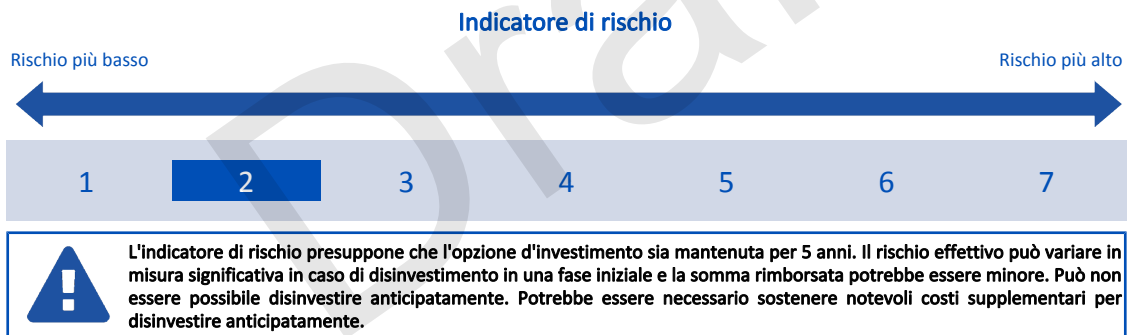 Indicatore di rischio
Rischio più basso
Rischio più alto
1 2 3 4 5 6 7
L'indicatore di rischio presuppone che l'opzione d'investimento sia mantenuta per 5 anni. Il rischio effettivo può variare in
misura significativa in caso di disinvestimento in una fase iniziale e la somma rimborsata potrebbe essere minore. Può non
essere possibile disinvestire anticipatamente. Potrebbe essere necessario sostenere notevoli costi supplementari per
disinvestire anticipatamente.